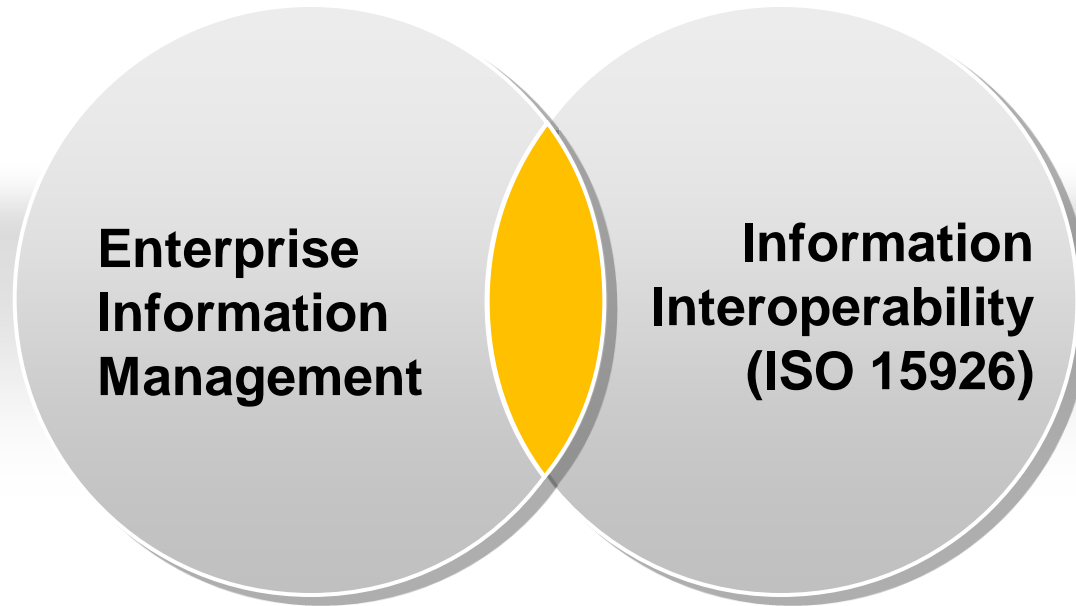 Enterprise
Information
Management
Information
Interoperability
(ISO 15926)